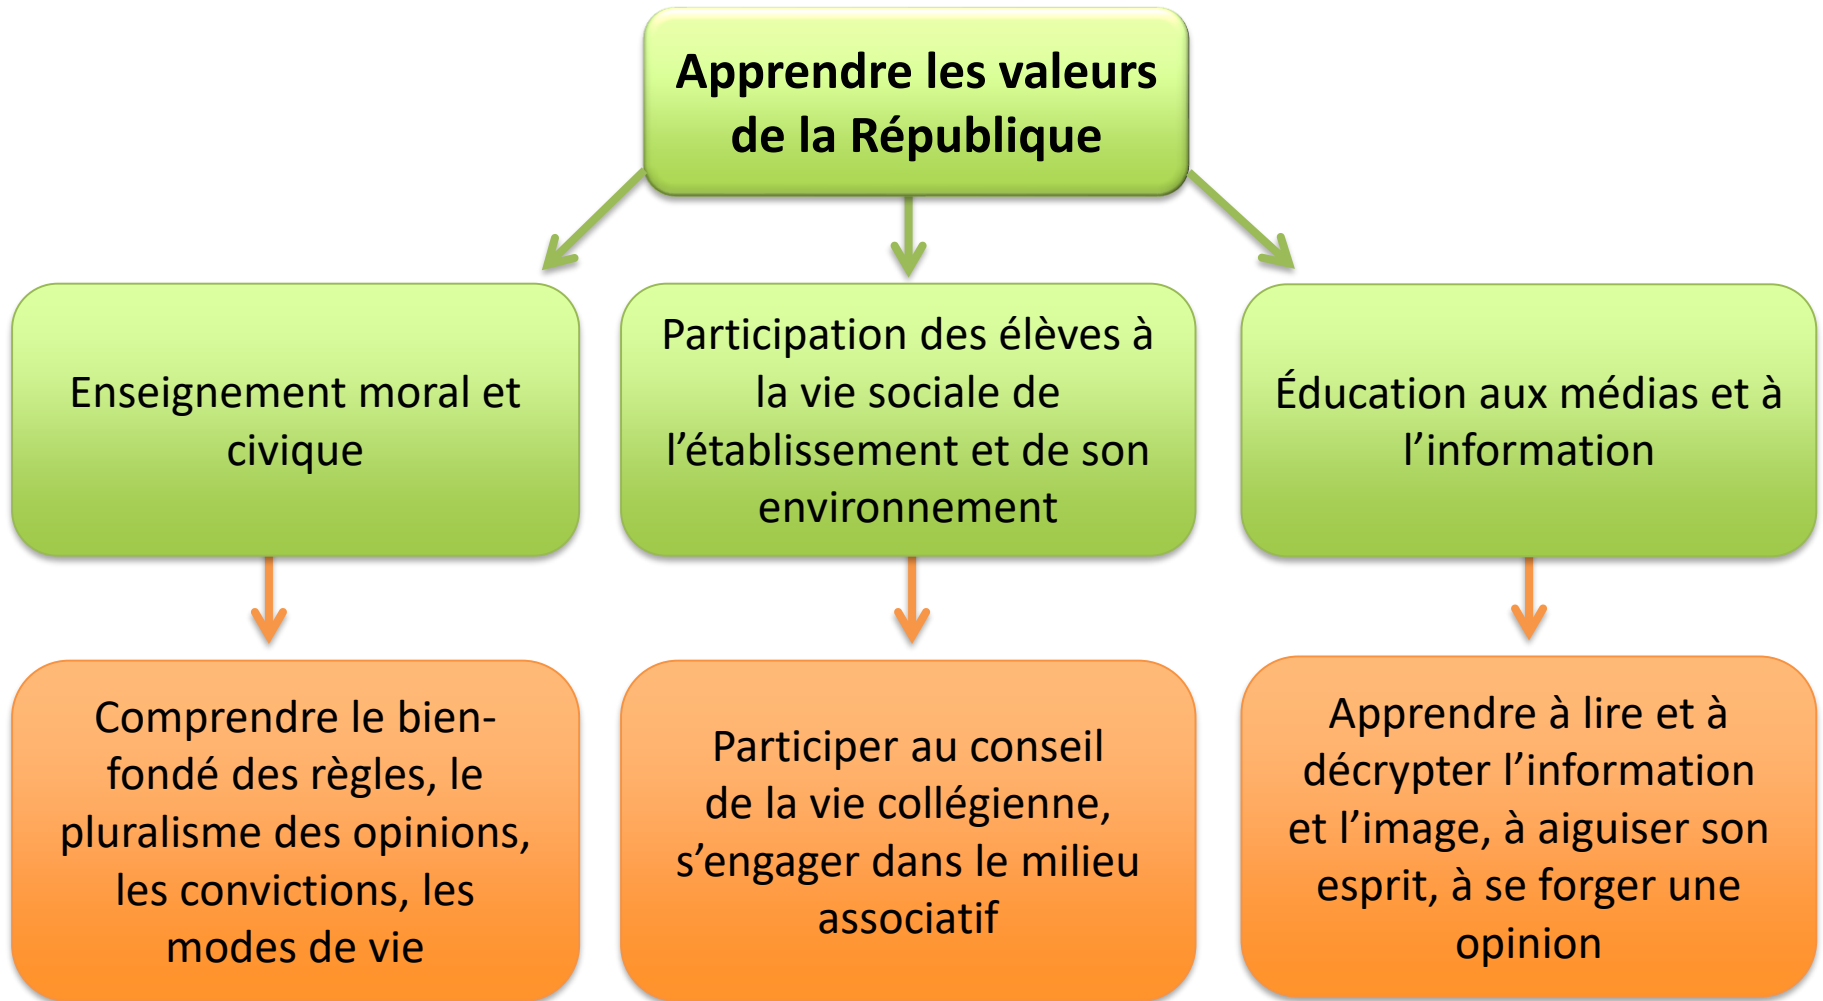 Apprendre les valeurs
de la République
Enseignement moral et
civique
Participation des élèves à
la vie sociale de
l’établissement et de son
environnement
Éducation aux médias et à
l’information
Comprendre le bien-
fondé des règles, le
pluralisme des opinions,
les convictions, les
modes de vie
Participer au conseil
de la vie collégienne,
s’engager dans le milieu
associatif
Apprendre à lire et à
décrypter l’information
et l’image, à aiguiser son
esprit, à se forger une
opinion